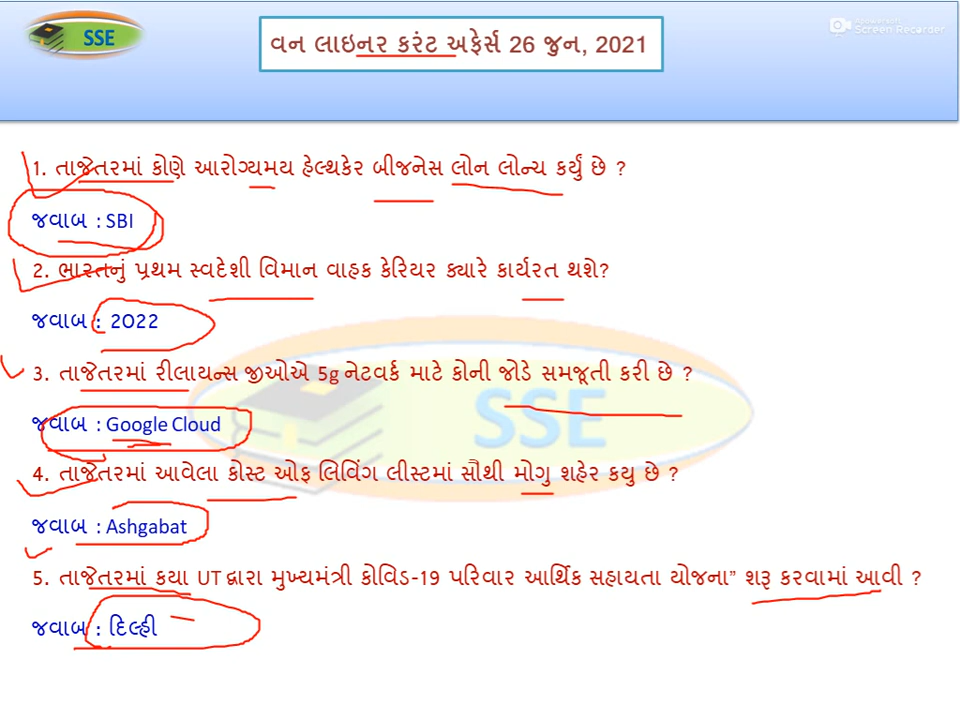 SSE
વન લાઇનર કરંટ અફેર્સ 26 જુન, 2021
Apowersoft
Screen Recorder
1. તાજેતરમાં કોણે આરોગ્યમય હેલ્થકેર બીજનેસ લોન લોન્ચ કર્યું છે ?
જવાબ : SBI
2. ભારતનું પ્રથમ સ્વદેશી વિમાન વાહક કેરિયર ક્યારે કાર્યરત થશે?
જવાબ : 2022
3. તાજેતરમાં રીલાયન્સ જીઓએ 5g નેટવર્ક માટે કોની જોડે સમજૂતી કરી છે ?
જવાબ : Google Cloud
SSE
4. તાજેતરમાં આવેલા કોસ્ટ ઓફ લિવિંગ લીસ્ટમાં સૌથી મોગુ શહેર કયુ છે ?
જવાબ : Ashgabat
5. તાજેતરમાં કયા UT દ્વારા મુખ્યમંત્રી કોવિડ-19 પરિવાર આર્થિક સહાયતા યોજના” શરૂ કરવામાં આવી ?
જવાબ : દિલ્હી